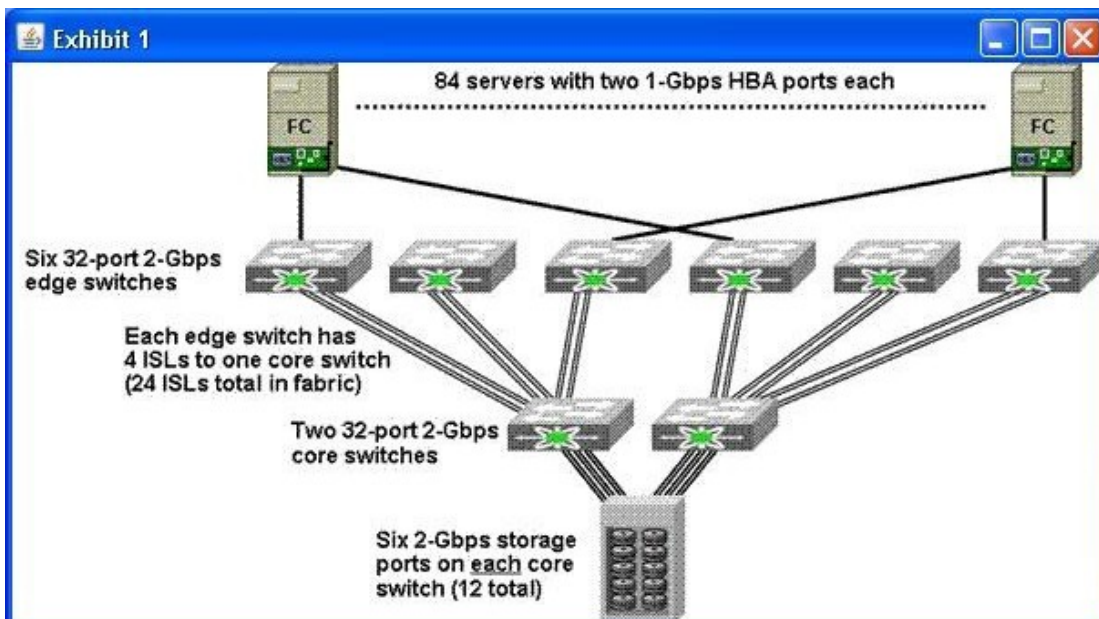 Exhibit 1
84 servers with two 1-Gbps HBA ports each
FC
FC
Six 32-port 2-Gbps
edge switches
Each edge switch has
4 ISLs to one core switch
(24 ISLs total in fabric)
Two 32-port 2-Gbps
core switches
Six 2-Gbps storage
ports on each core
switch (12 total)